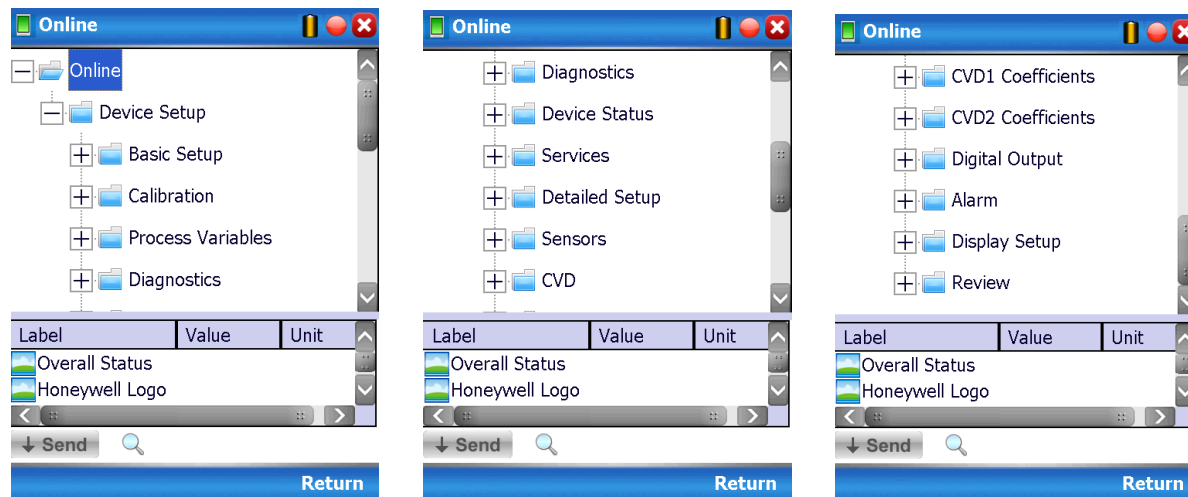 Online
Online
Device Setup
Basic Setup
Calibration
Process Variables
Diagnostics
Label Value Unit
Overall Status
Honeywell Logo
Send
Return
Online
Diagnostics
Device Status
Services
Detailed Setup
Sensors
CVD
Label Value Unit
Overall Status
Honeywell Logo
Send
Return
Online
CVD1 Coefficients
CVD2 Coefficients
Digital Output
Alarm
Display Setup
Review
Label Value Unit
Overall Status
Honeywell Logo
Send
Return